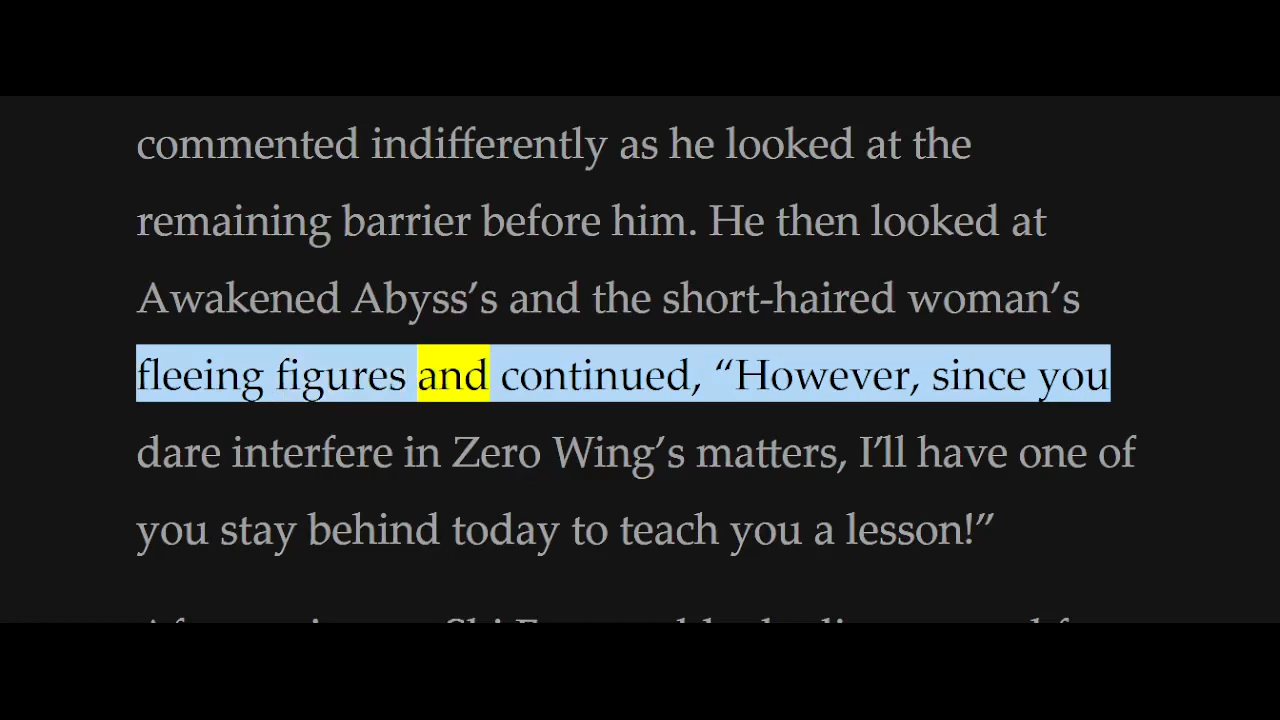 commented indifferently as he looked at the
remaining barrier before him. He then looked at
Awakened Abyss’s and the short-haired woman’s
fleeing figures and continued, “However, since you
dare interfere in Zero Wing’s matters, I’ll have one of
you stay behind today to teach you a lesson!”